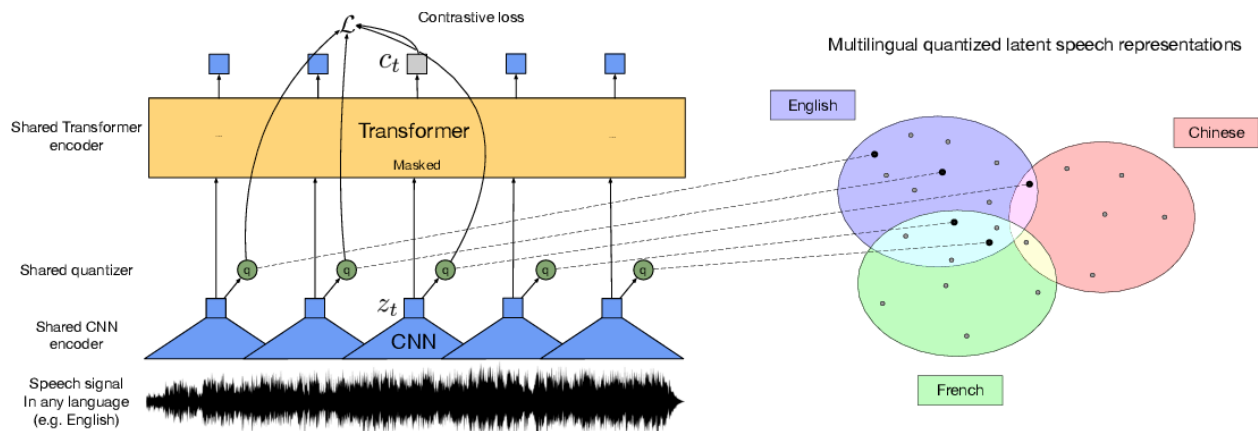 Contrastive loss
ℒ
Multilingual quantized latent speech representations
c_t
English
Chinese
Shared Transformer
encoder
Transformer
Masked
Shared quantizer
q
q
q
q
q
z_t
Shared CNN
encoder
CNN
Speech signal
In any language
(e.g. English)
French